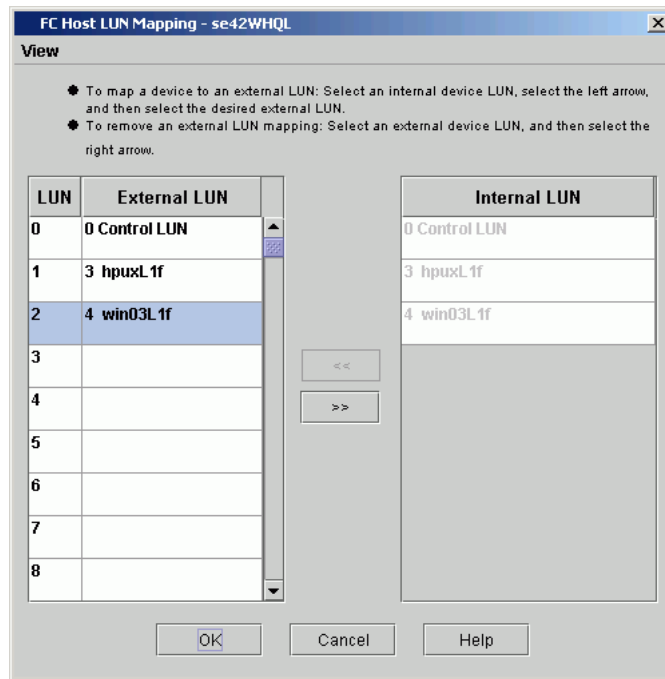 FC Host LUN Mapping - se42WHQL
View
To map a device to an external LUN: Select an internal device LUN, select the left arrow,
and then select the desired external LUN.
To remove an external LUN mapping: Select an external device LUN, and then select the
right arrow.
LUN External LUN Internal LUN
0 0 Control LUN 0 Control LUN
1 3 hpuxL1f 3 hpuxL1f
2 4 win03L1f 4 win03L1f
3
<<
4
>>
5
6
7
8
OK Cancel Help